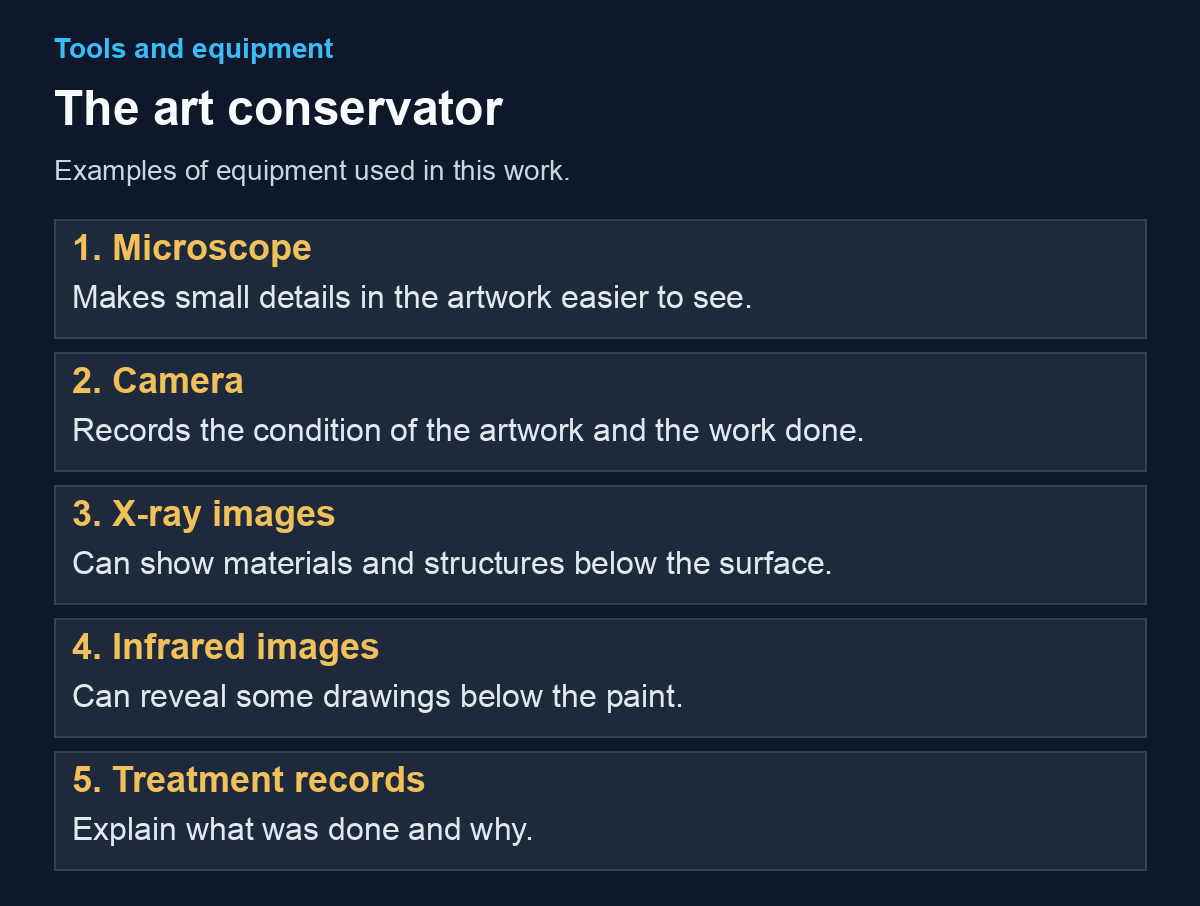 Tools and equipment
The art conservator
Examples of equipment used in this work.
1. Microscope
Makes small details in the artwork easier to see.
2. Camera
Records the condition of the artwork and the work done.
3. X-ray images
Can show materials and structures below the surface.
4. Infrared images
Can reveal some drawings below the paint.
5. Treatment records
Explain what was done and why.